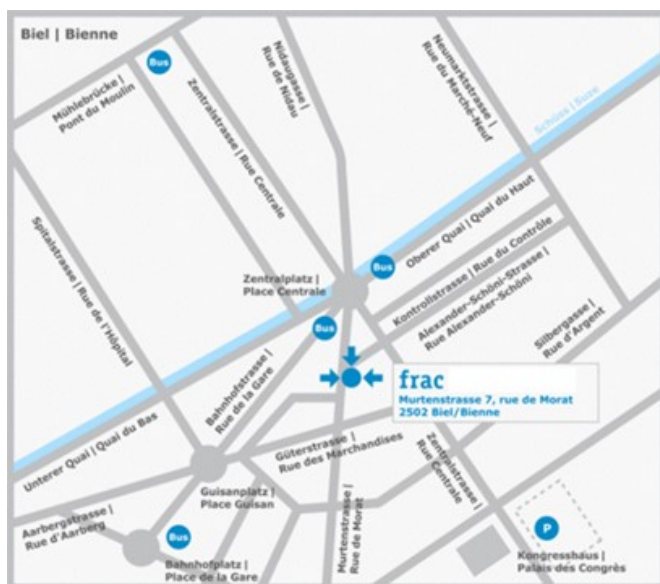 Biel | Bienne
Bus
Mühlebrücke |
Pont du Moulin
Zentralstrasse | Rue Centrale
Nidaugasse |
Rue de Nidau
Neumarktstrasse |
Rue du Marché-Neuf
Schüss | Suze
Spitalstrasse | Rue de l'Hôpital
Zentralplatz |
Place Centrale
Bus
Oberer Quai | Quai du Haut
Kontrollstrasse | Rue du Contrôle
Alexander-Schöni-Strasse |
Rue Alexander-Schöni
Silbergasse |
Rue d'Argent
Bus
Bahnhofstrasse |
Rue de la Gare
frac
Murtenstrasse 7, rue de Morat
2502 Biel/Bienne
Unterer Quai | Quai du Bas
Güterstrasse |
Rue des Marchandises
Zentralstrasse |
Rue Centrale
Guisanplatz |
Place Guisan
Murtenstrasse |
Rue de Morat
Aarbergstrasse |
Rue d'Aarberg
Bus
Bahnhofplatz |
Place de la Gare
P
Kongresshaus |
Palais des Congrès